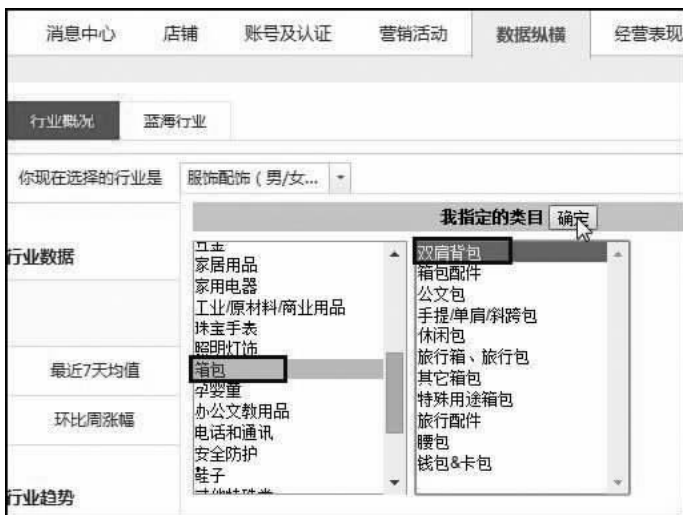 消息中心 店铺 账号及认证 营销活动 数据纵横 经营表现
行业概况 蓝海行业
你现在选择的行业是 服饰配饰 ( 男/女...
我指定的类目 确定
行业数据
最近7天均值
环比周涨幅
行业趋势
五金
家居用品
家用电器
工业/原材料/商业用品
珠宝手表
照明灯饰
箱包
孕婴童
办公文教用品
电话和通讯
安全防护
鞋子
其他特殊类
双肩背包
箱包配件
公文包
手提/单肩/斜跨包
休闲包
旅行箱、旅行包
其它箱包
特殊用途箱包
旅行配件
腰包
钱包&卡包